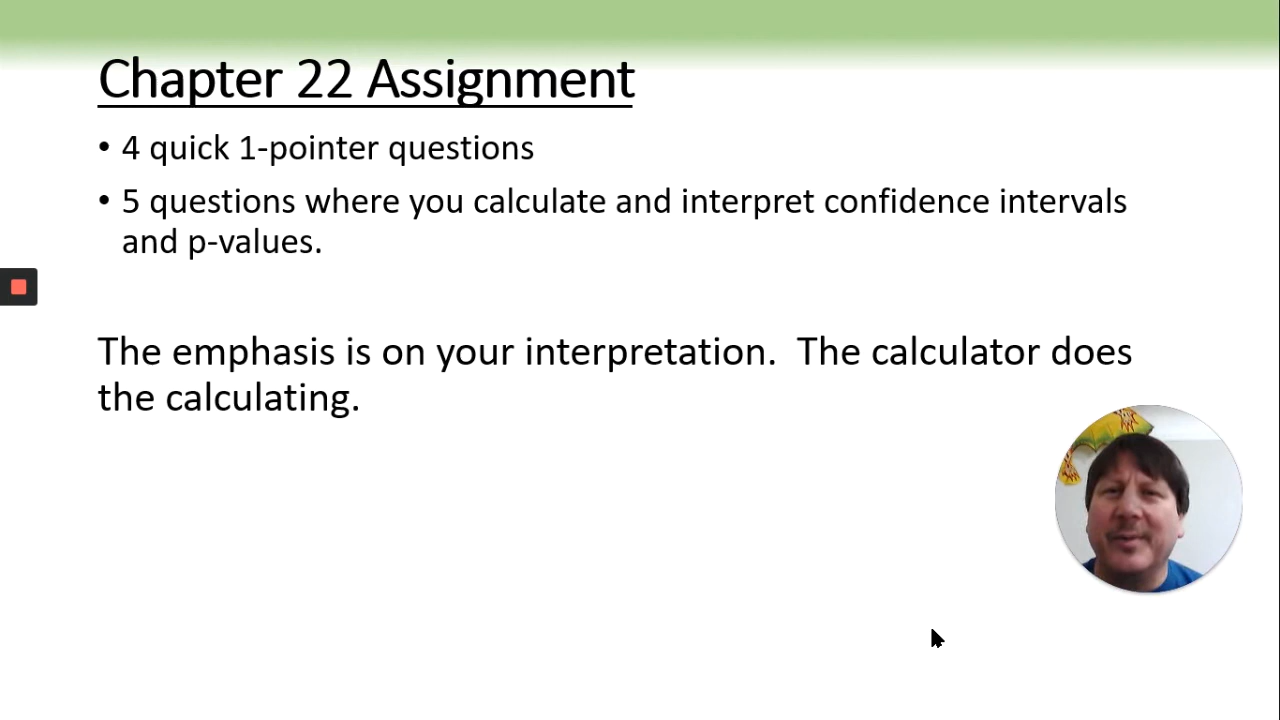 Chapter 22 Assignment
• 4 quick 1-pointer questions
• 5 questions where you calculate and interpret confidence intervals
and p-values.
The emphasis is on your interpretation.  The calculator does
the calculating.